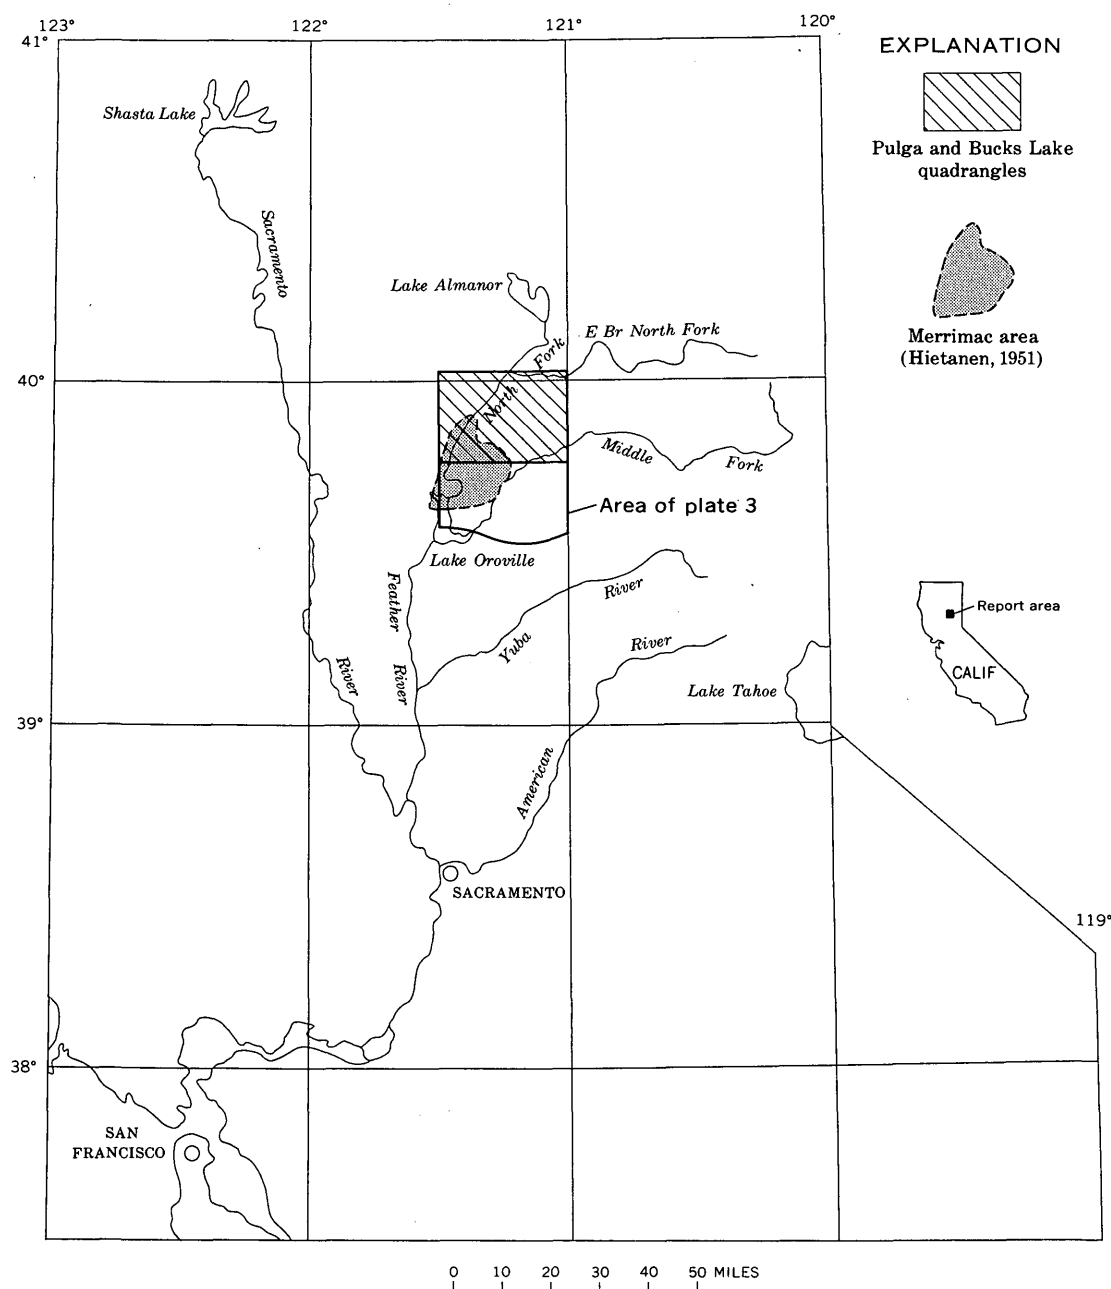 123°
122°
121°
120°
41°
EXPLANATION
Pulga and Bucks Lake
quadrangles
Merrimac area
(Hietanen, 1951)
Shasta Lake
Sacramento
Lake Almanor
E Br North Fork
Fork
North
40°
Middle
Fork
Area of plate 3
Lake Oroville
Feather
River
Yuba
River
River
River
Report area
CALIF
Lake Tahoe
39°
American
SACRAMENTO
119°
38°
SAN
FRANCISCO
0 10 20 30 40 50 MILES